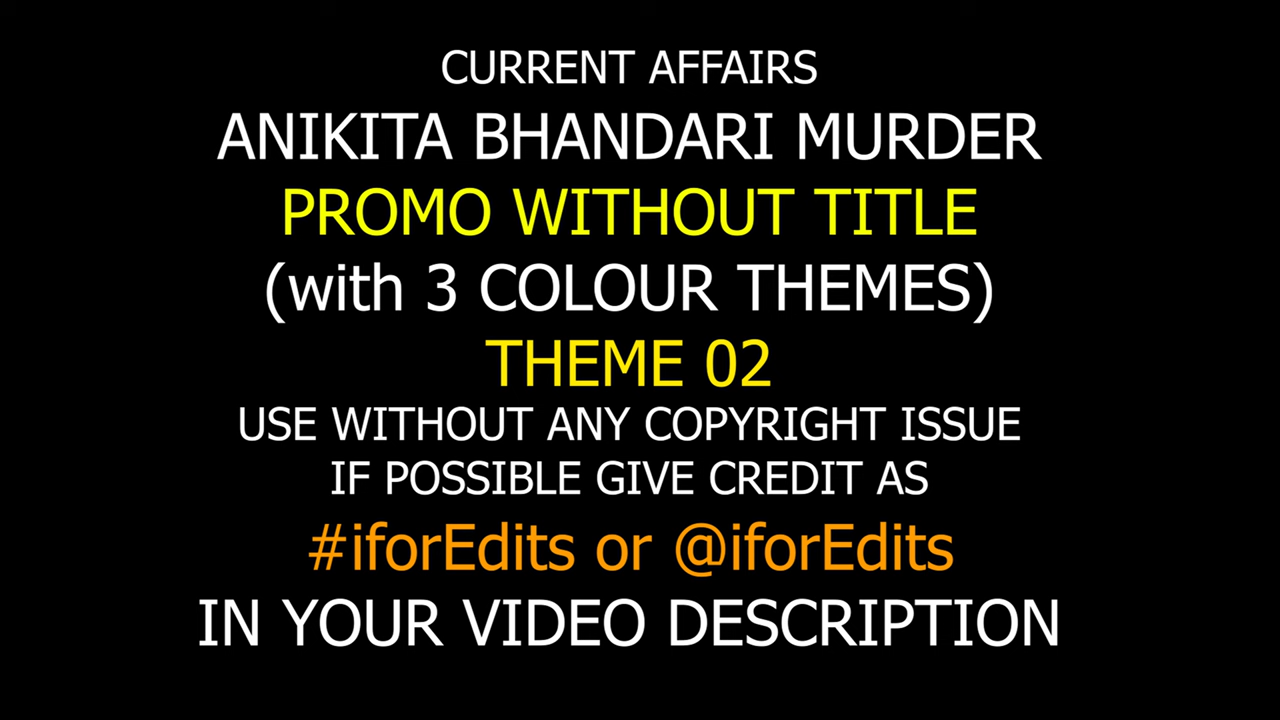 CURRENT AFFAIRS
ANIKITA BHANDARI MURDER
PROMO WITHOUT TITLE
(with 3 COLOUR THEMES)
THEME 02
USE WITHOUT ANY COPYRIGHT ISSUE
IF POSSIBLE GIVE CREDIT AS
#iforEdits or @iforEdits
IN YOUR VIDEO DESCRIPTION